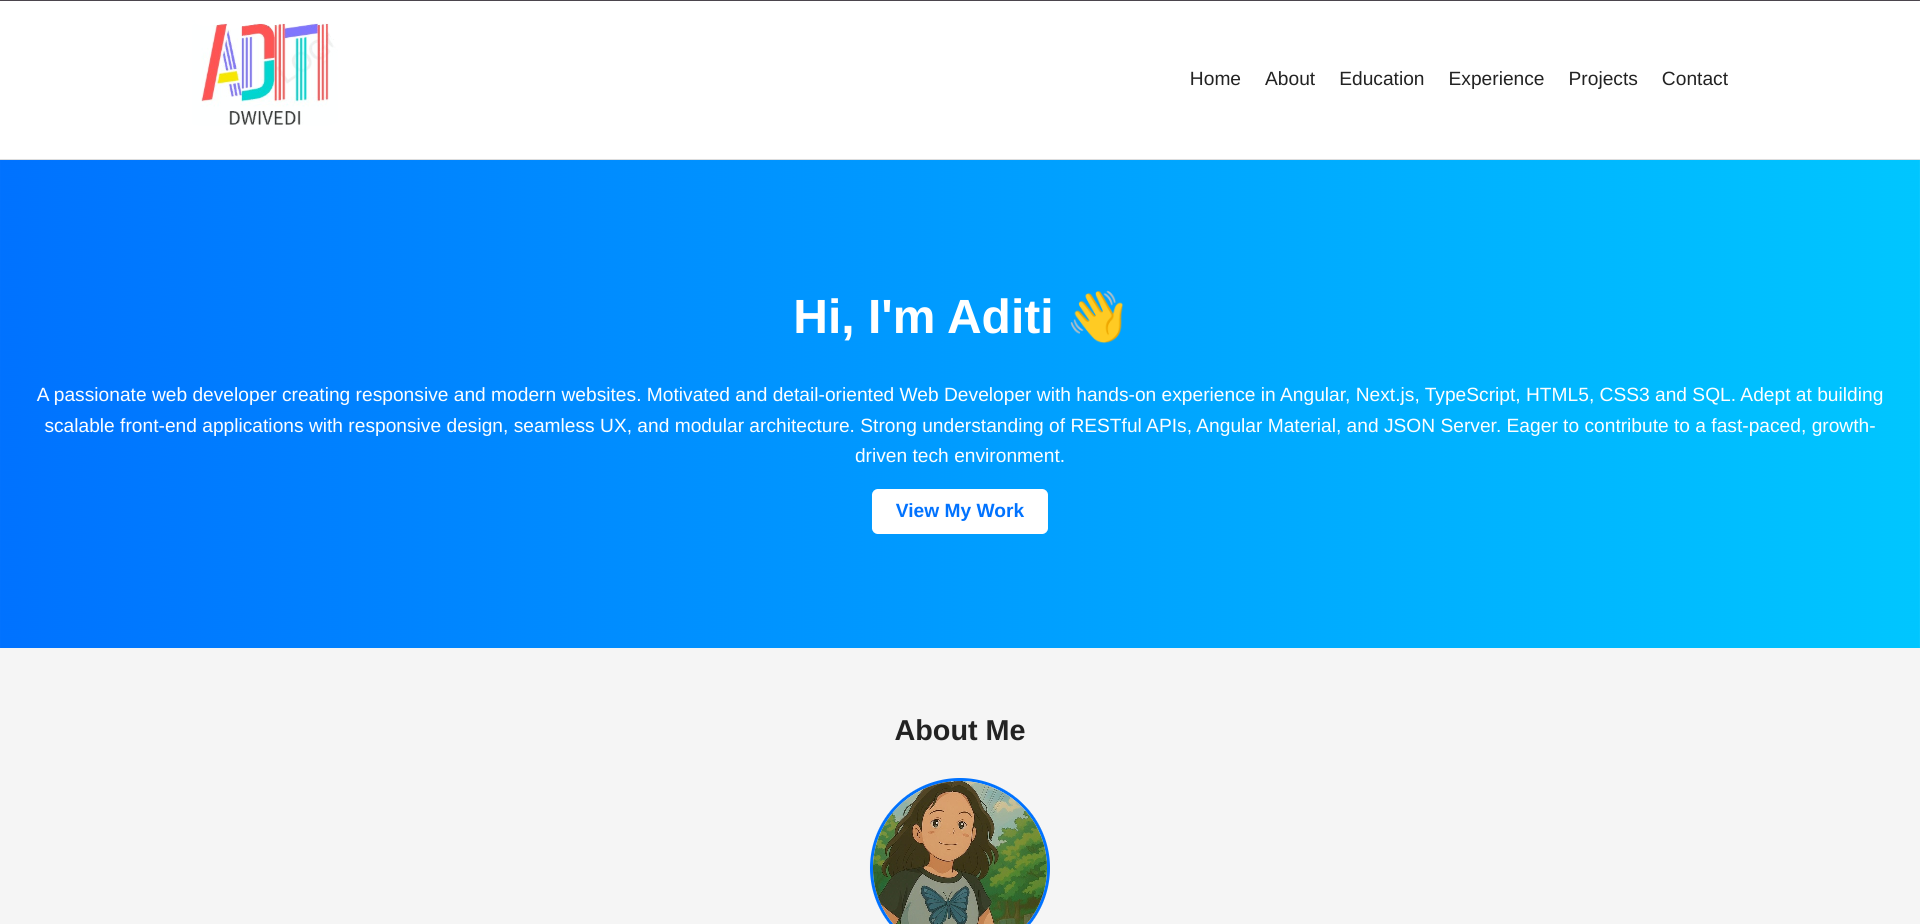 ADITI
DWIVEDI
Home About Education Experience Projects Contact
Hi, I'm Aditi 👋
A passionate web developer creating responsive and modern websites. Motivated and detail-oriented Web Developer with hands-on experience in Angular, Next.js, TypeScript, HTML5, CSS3 and SQL. Adept at building
scalable front-end applications with responsive design, seamless UX, and modular architecture. Strong understanding of RESTful APIs, Angular Material, and JSON Server. Eager to contribute to a fast-paced, growth-
driven tech environment.
View My Work
About Me